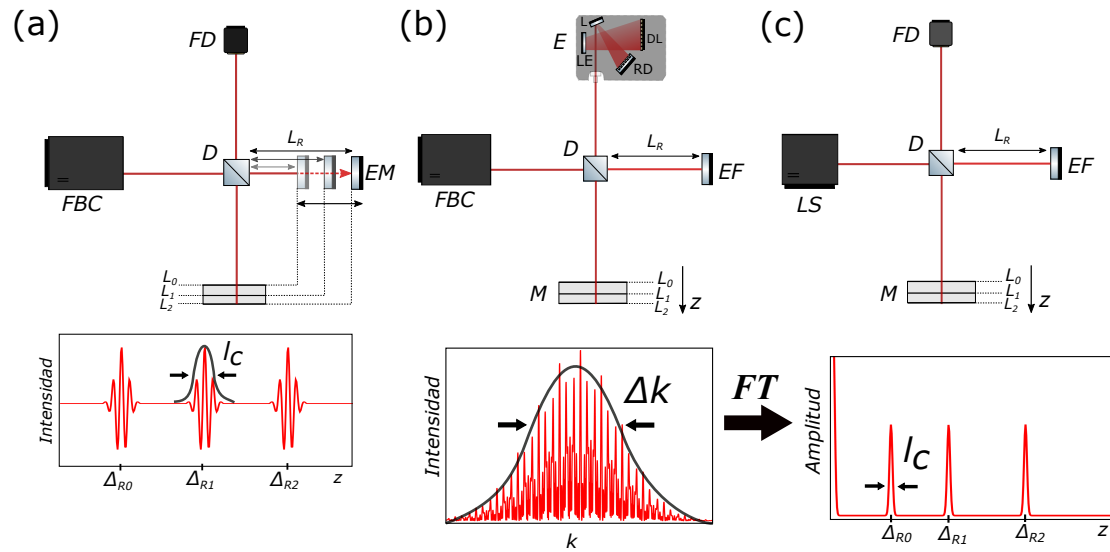 (a)
FD
D
L_R
EM
FBC
L_0
L_1
L_2
Intensidad
l_c
Δ_R0
Δ_R1
Δ_R2
z
(b)
E
L
LE
DL
RD
D
L_R
EF
FBC
M
L_0
L_1
L_2
z
Intensidad
Δk
k
FT
(c)
FD
D
L_R
EF
LS
M
L_0
L_1
L_2
z
Amplitud
l_c
Δ_R0
Δ_R1
Δ_R2
z